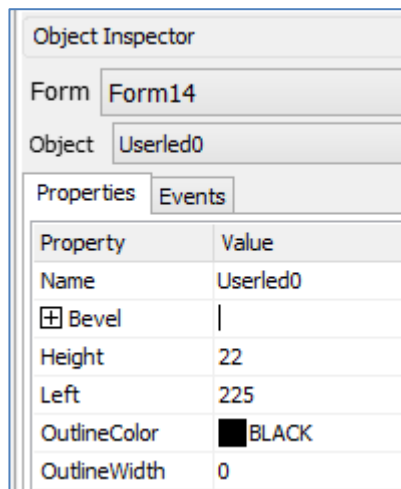 Object Inspector
Form Form14
Object Userled0
Properties Events
Property Value
Name Userled0
Bevel
Height 22
Left 225
OutlineColor BLACK
OutlineWidth 0